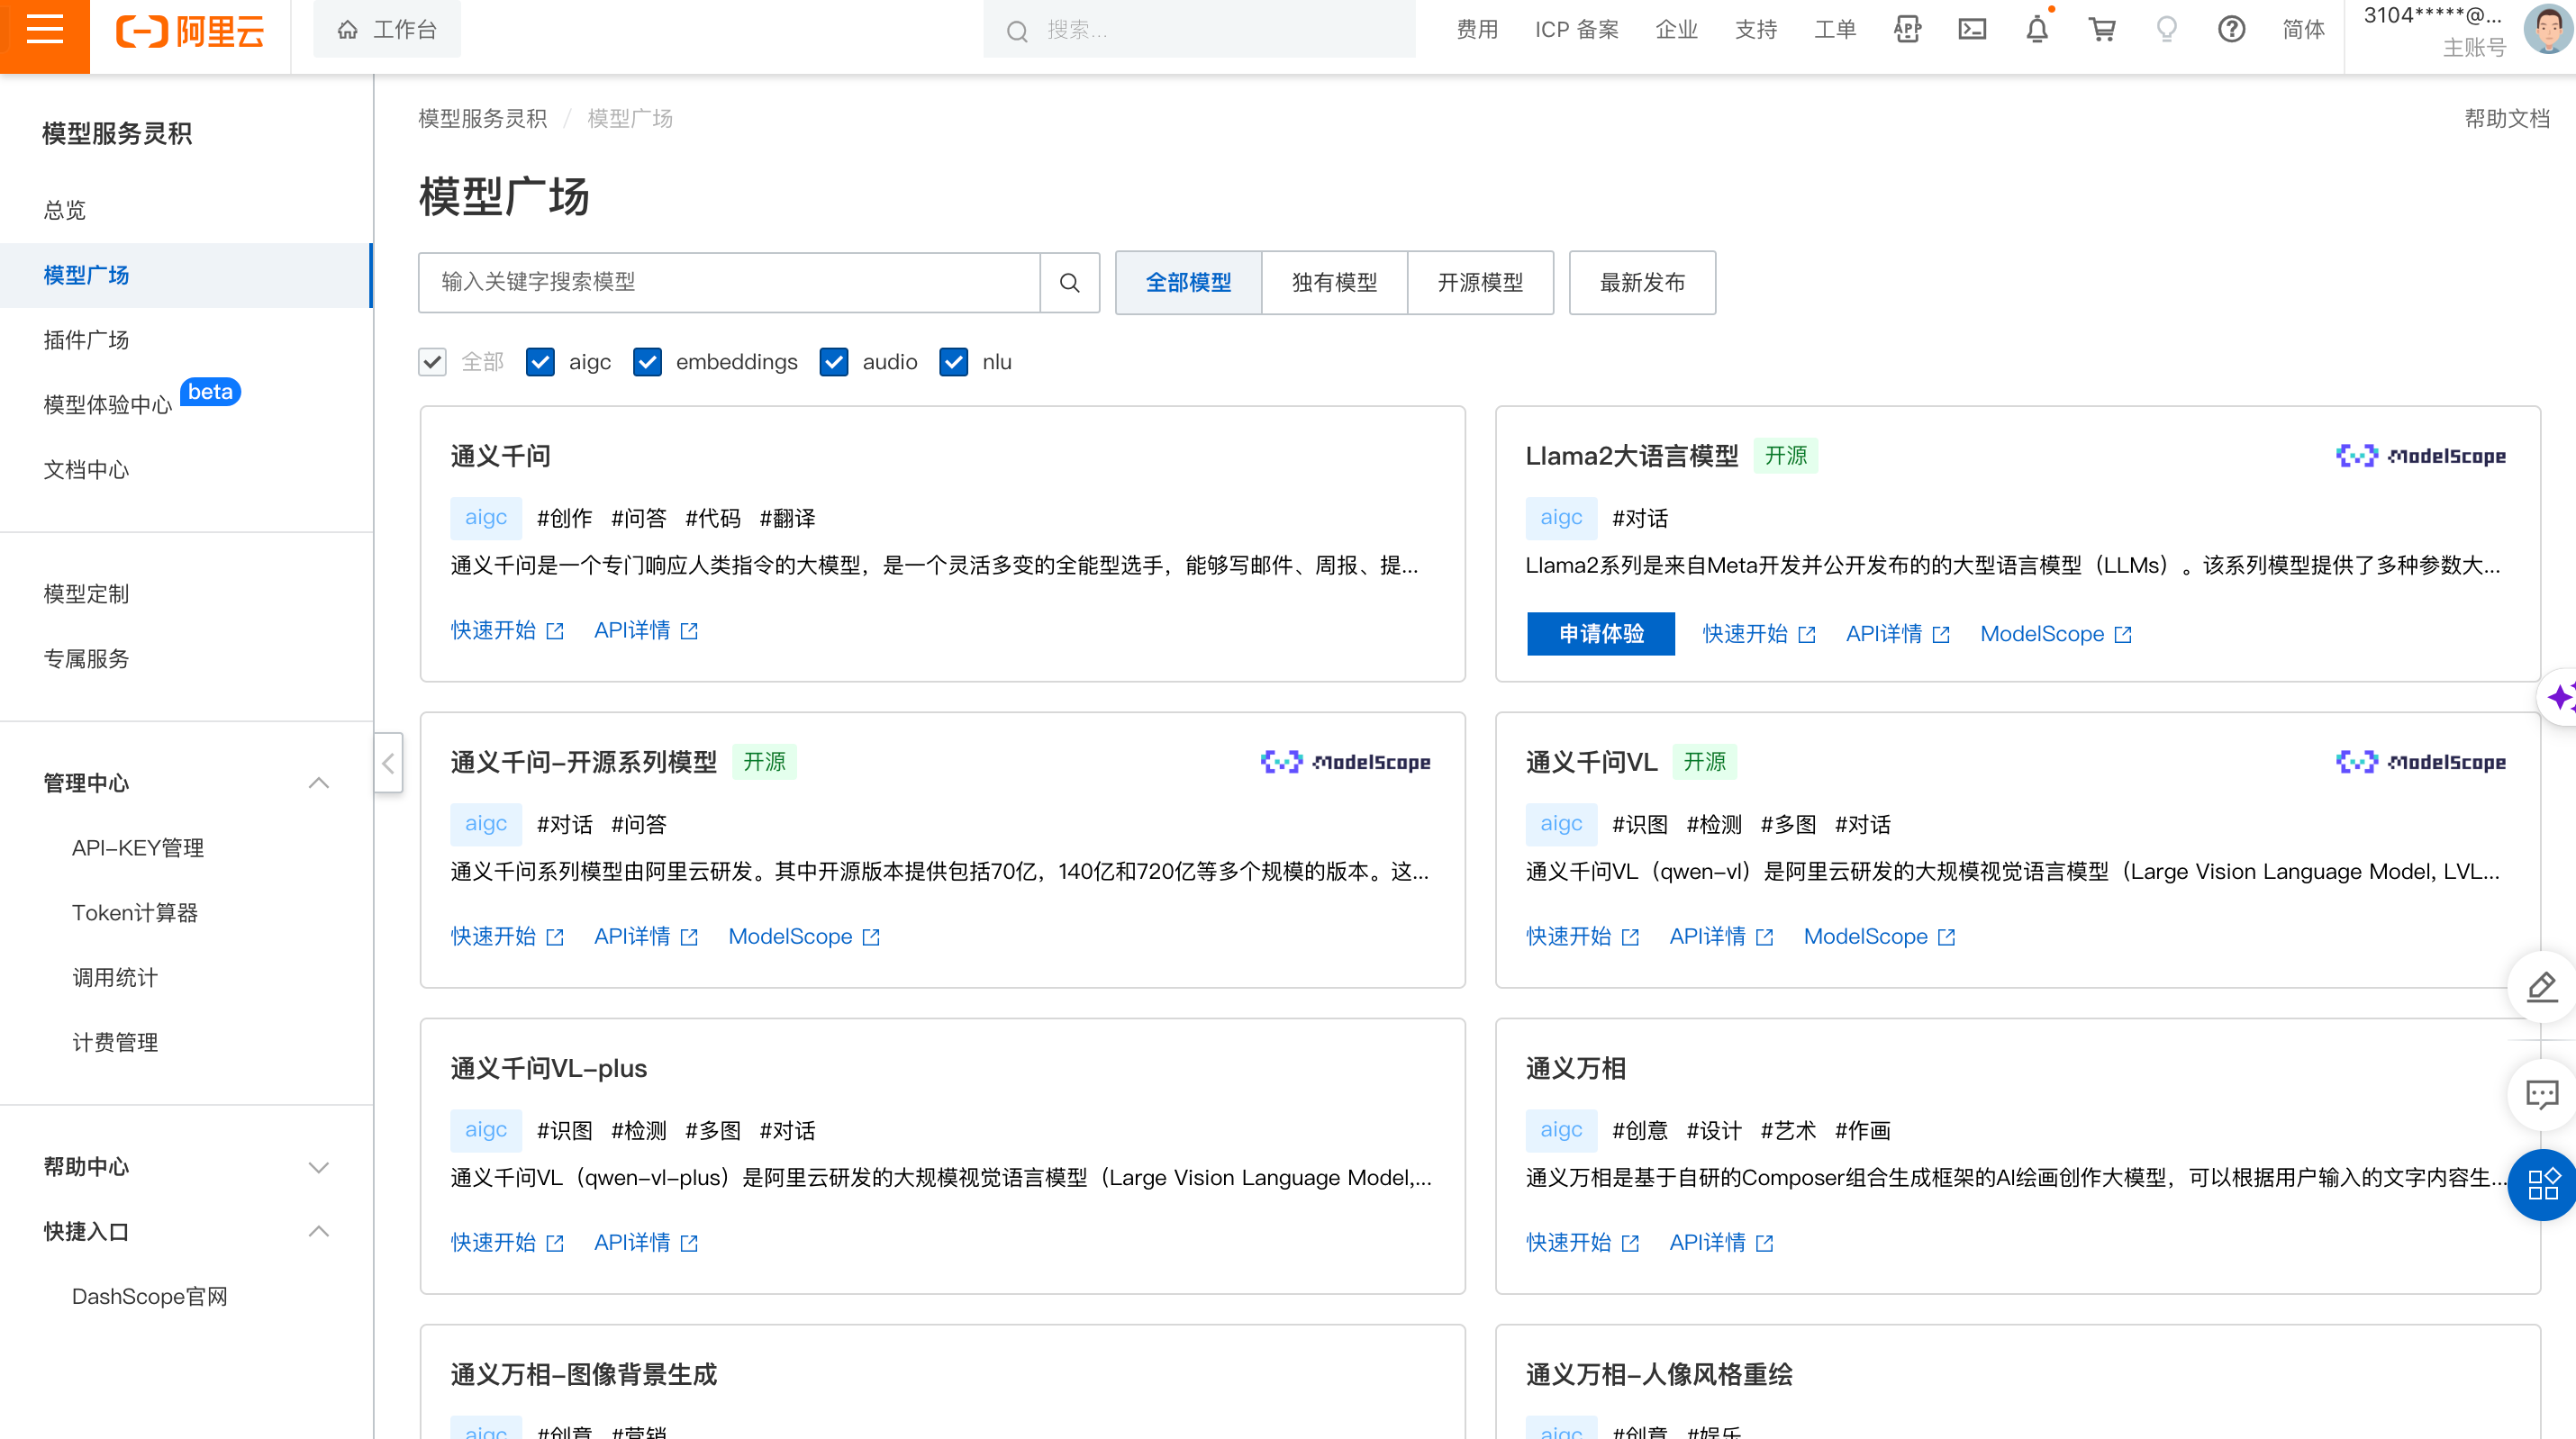 阿里云
工作台
搜索...
费用
ICP 备案
企业
支持
工单
APP
简体
3104*****@...
主账号
模型服务灵积
总览
模型广场
插件广场
模型体验中心
beta
文档中心
模型定制
专属服务
管理中心
API-KEY管理
Token计算器
调用统计
计费管理
帮助中心
快捷入口
DashScope官网
模型服务灵积 / 模型广场
帮助文档
模型广场
输入关键字搜索模型
全部模型
独有模型
开源模型
最新发布
全部
aigc
embeddings
audio
nlu
通义千问
aigc #创作 #问答 #代码 #翻译
通义千问是一个专门响应人类指令的大模型，是一个灵活多变的全能型选手，能够写邮件、周报、提...
快速开始 API详情
Llama2大语言模型 开源
ModelScope
aigc #对话
Llama2系列是来自Meta开发并公开发布的的大型语言模型（LLMs）。该系列模型提供了多种参数大...
申请体验 快速开始 API详情 ModelScope
通义千问-开源系列模型 开源
ModelScope
aigc #对话 #问答
通义千问系列模型由阿里云研发。其中开源版本提供包括70亿，140亿和720亿等多个规模的版本。这...
快速开始 API详情 ModelScope
通义千问VL 开源
ModelScope
aigc #识图 #检测 #多图 #对话
通义千问VL（qwen-vl）是阿里云研发的大规模视觉语言模型（Large Vision Language Model, LVL...
快速开始 API详情 ModelScope
通义千问VL-plus
aigc #识图 #检测 #多图 #对话
通义千问VL（qwen-vl-plus）是阿里云研发的大规模视觉语言模型（Large Vision Language Model,...
快速开始 API详情
通义万相
aigc #创意 #设计 #艺术 #作画
通义万相是基于自研的Composer组合生成框架的AI绘画创作大模型，可以根据用户输入的文字内容生...
快速开始 API详情
通义万相-图像背景生成
aigc #创意 #营销
通义万相-人像风格重绘
aigc #创意 #娱乐